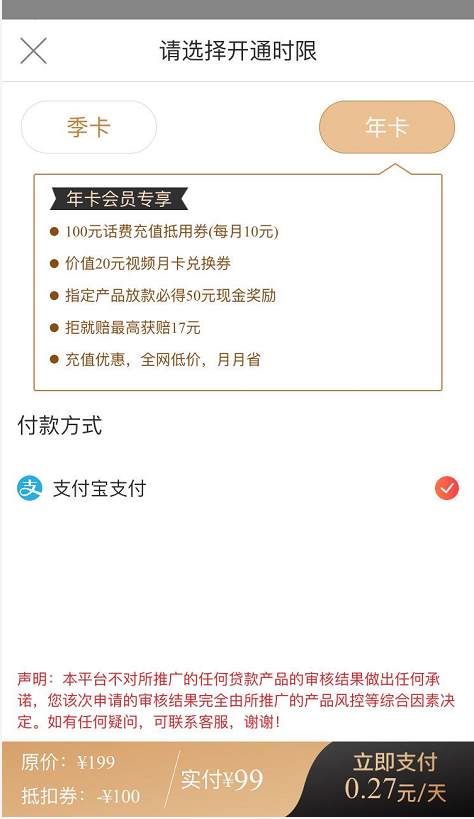 请选择开通时限
季卡
年卡
年卡会员专享
100元话费充值抵用券(每月10元)
价值20元视频月卡兑换券
指定产品放款必得50元现金奖励
拒就赔最高获赔17元
充值优惠，全网低价，月月省
付款方式
支付宝支付
声明：本平台不对所推广的任何贷款产品的审核结果做出任何承
诺，您该次申请的审核结果完全由所推广的产品风控等综合因素决
定。如有任何疑问，可联系客服，谢谢！
原价：¥199
抵扣券：-¥100
实付¥99
立即支付
0.27元/天